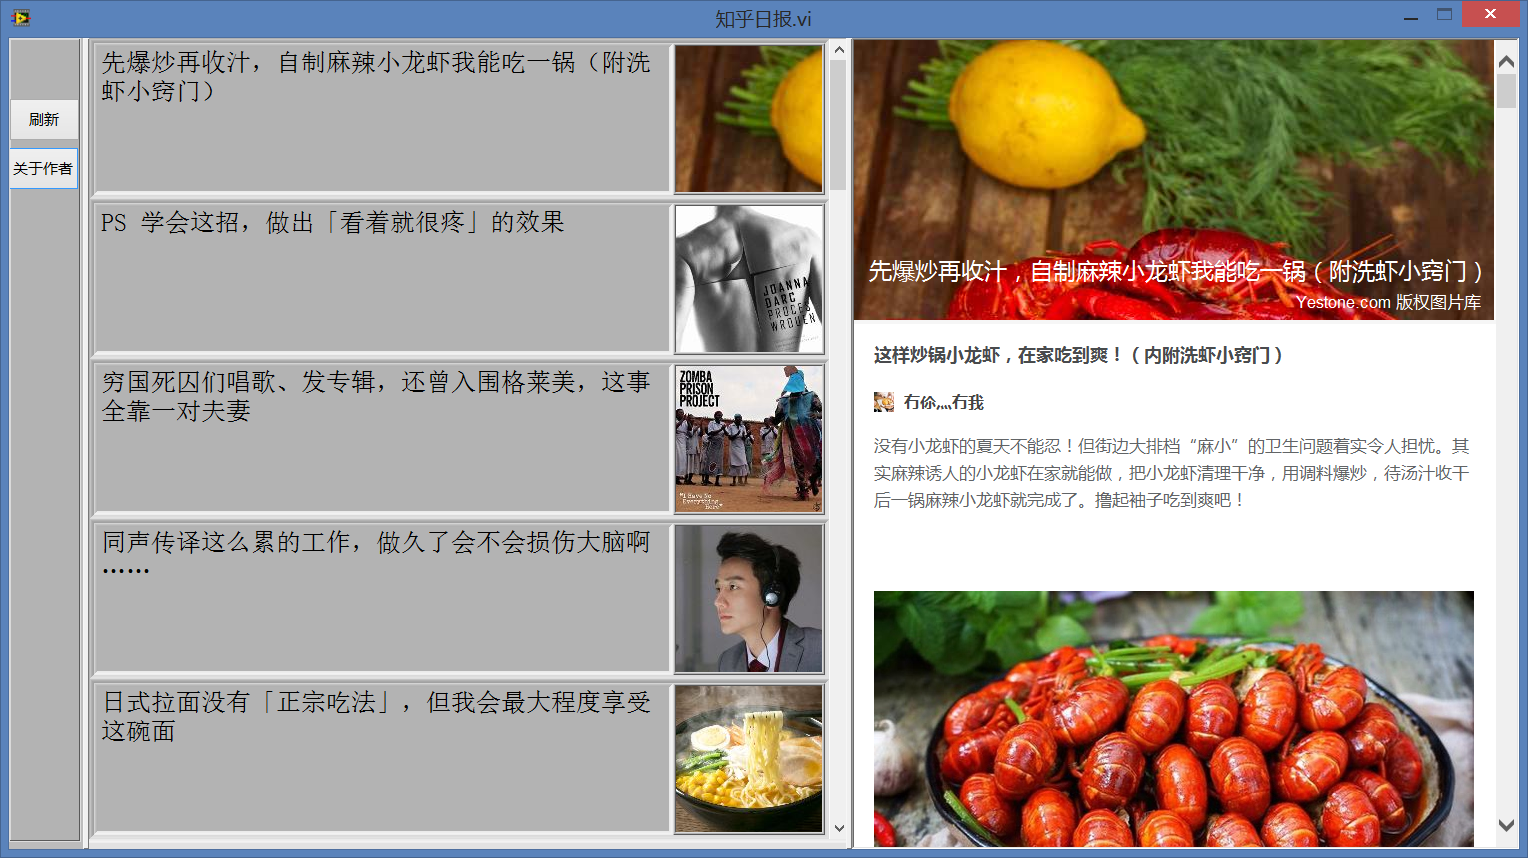 知乎日报.vi
刷新
关于作者
先爆炒再收汁，自制麻辣小龙虾我能吃一锅（附洗
虾小窍门）
PS 学会这招，做出「看着就很疼」的效果
JOANNA
DARC
PROCES
WROUEN
穷国死囚们唱歌、发专辑，还曾入围格莱美，这事
全靠一对夫妻
ZOMBA
PRISON
PROJECT
"I Have No
Everything
Here"
同声传译这么累的工作，做久了会不会损伤大脑啊
……
日式拉面没有「正宗吃法」，但我会最大程度享受
这碗面
先爆炒再收汁，自制麻辣小龙虾我能吃一锅（附洗虾小窍门）
Yestone.com 版权图片库
这样炒锅小龙虾，在家吃到爽！（内附洗虾小窍门）
冇伱灬冇我
没有小龙虾的夏天不能忍！但街边大排档“麻小”的卫生问题着实令人担忧。其
实麻辣诱人的小龙虾在家就能做，把小龙虾清理干净，用调料爆炒，待汤汁收干
后一锅麻辣小龙虾就完成了。撸起袖子吃到爽吧！